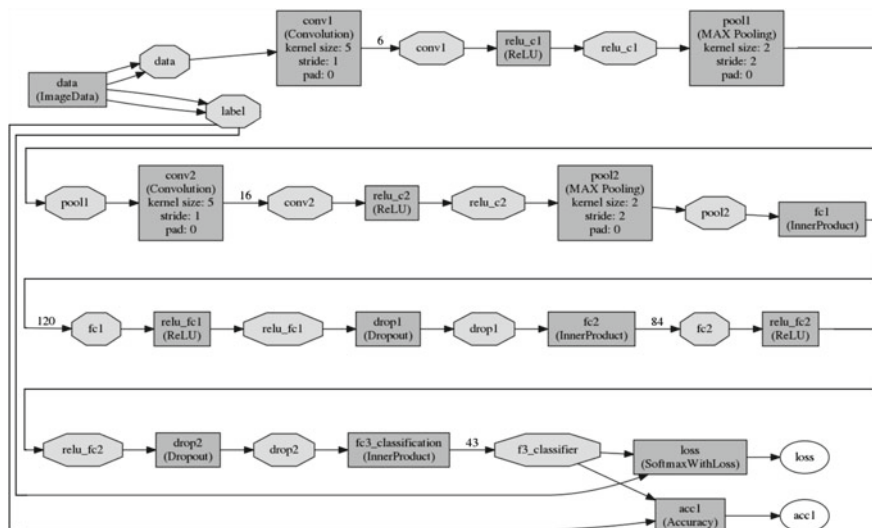 data
(ImageData)
data
label
conv1
(Convolution)
kernel size: 5
stride: 1
pad: 0
6
conv1
relu_c1
(ReLU)
relu_c1
pool1
(MAX Pooling)
kernel size: 2
stride: 2
pad: 0
pool1
conv2
(Convolution)
kernel size: 5
stride: 1
pad: 0
16
conv2
relu_c2
(ReLU)
relu_c2
pool2
(MAX Pooling)
kernel size: 2
stride: 2
pad: 0
pool2
fc1
(InnerProduct)
120
fc1
relu_fc1
(ReLU)
relu_fc1
drop1
(Dropout)
drop1
fc2
(InnerProduct)
84
fc2
relu_fc2
(ReLU)
relu_fc2
drop2
(Dropout)
drop2
fc3_classification
(InnerProduct)
43
f3_classifier
loss
(SoftmaxWithLoss)
loss
acc1
(Accuracy)
acc1